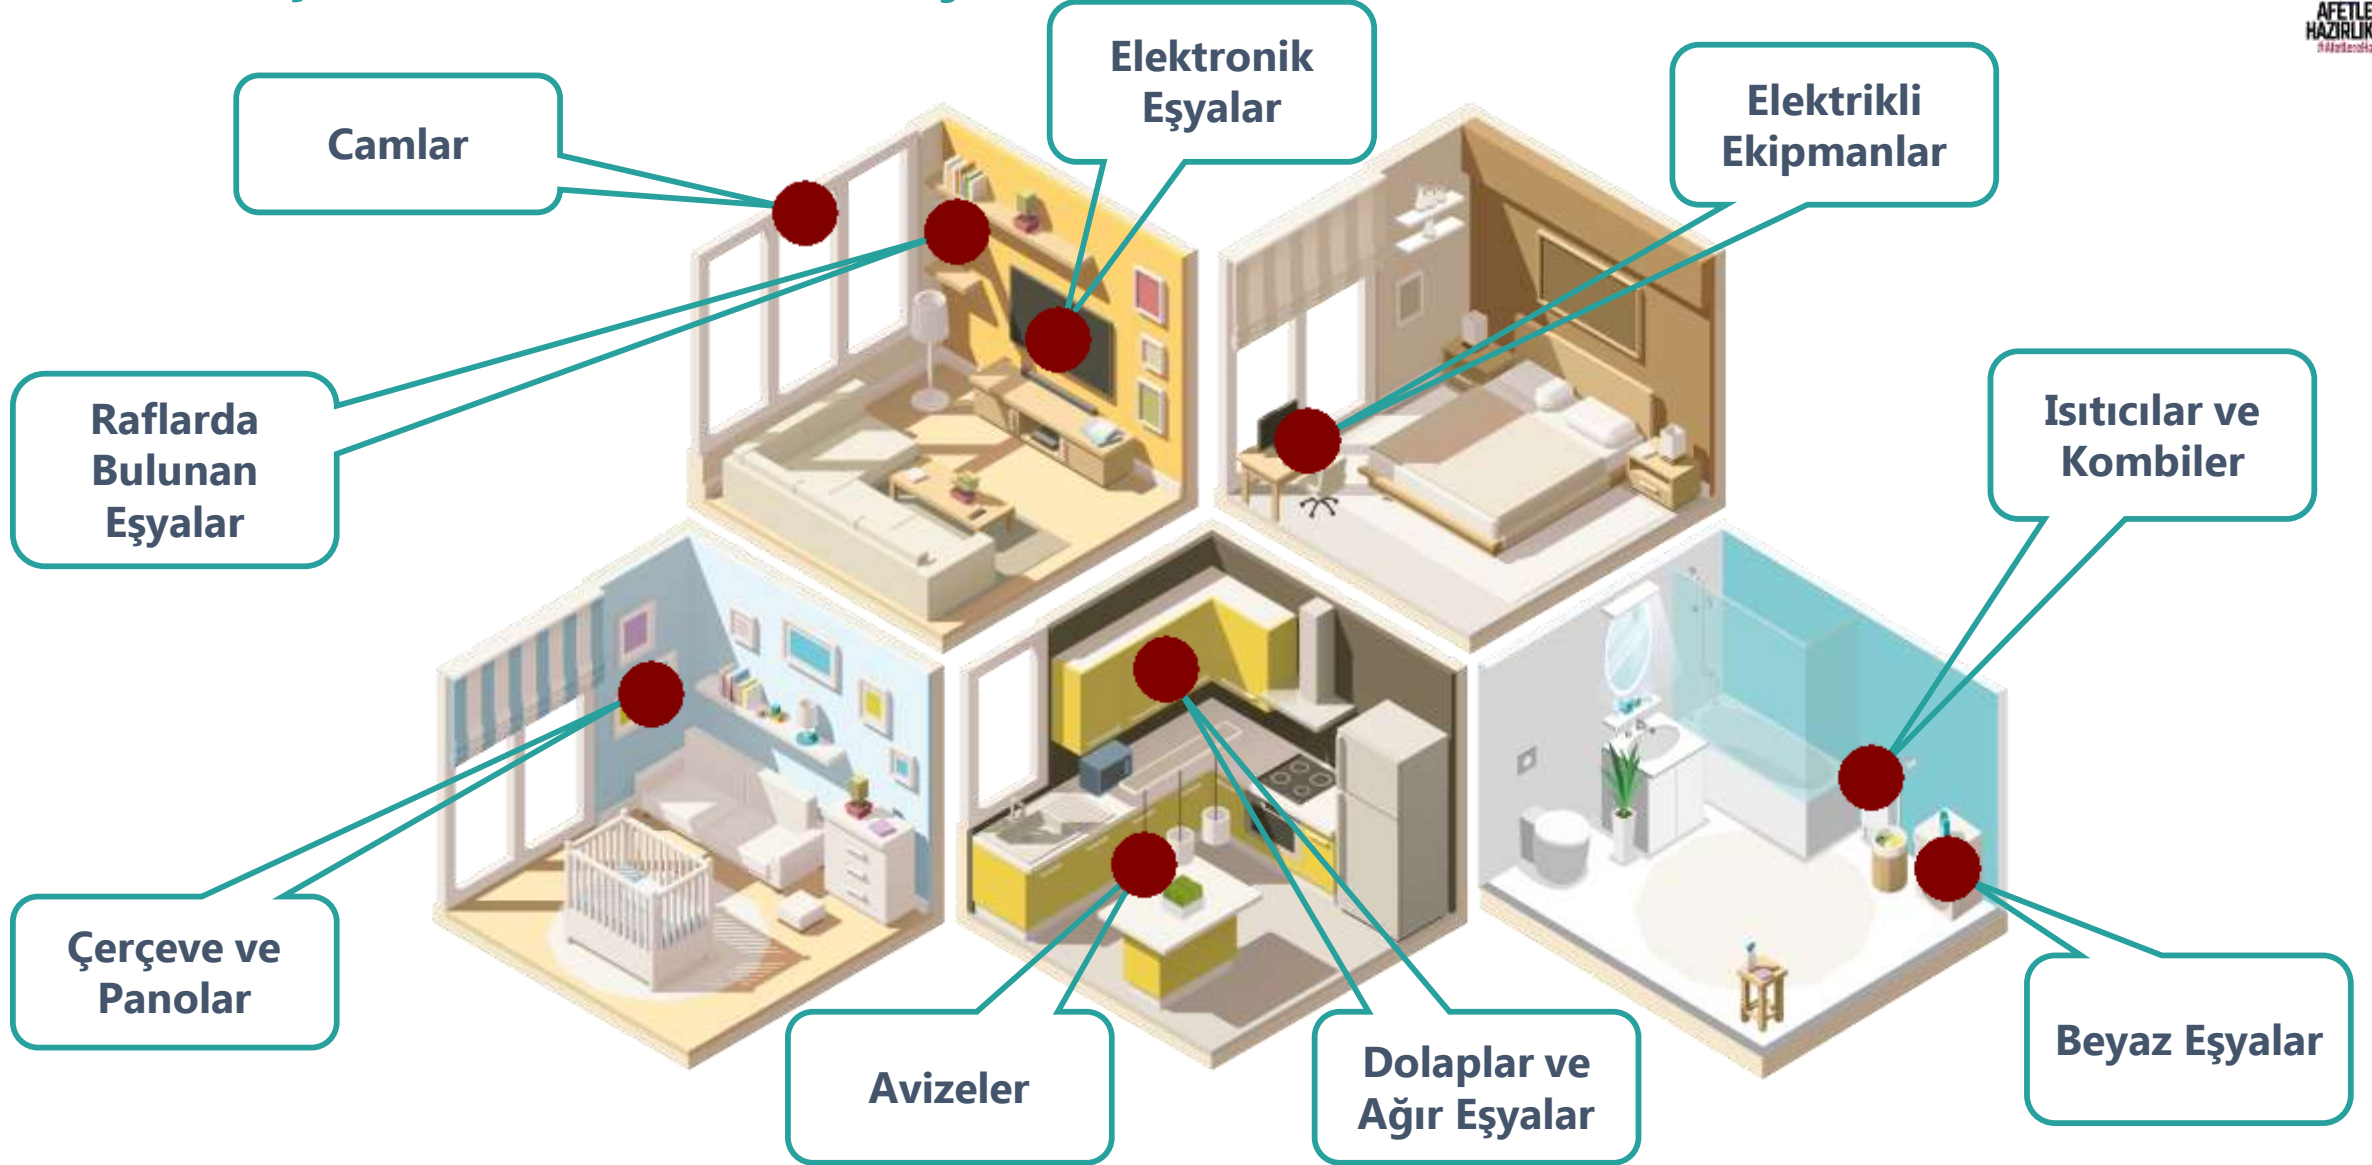 Elektronik
Eşyalar
Camlar
Elektrikli
Ekipmanlar
Raflarda
Bulunan
Eşyalar
Isıtıcılar ve
Kombiler
Çerçeve ve
Panolar
Avizeler
Dolaplar ve
Ağır Eşyalar
Beyaz Eşyalar